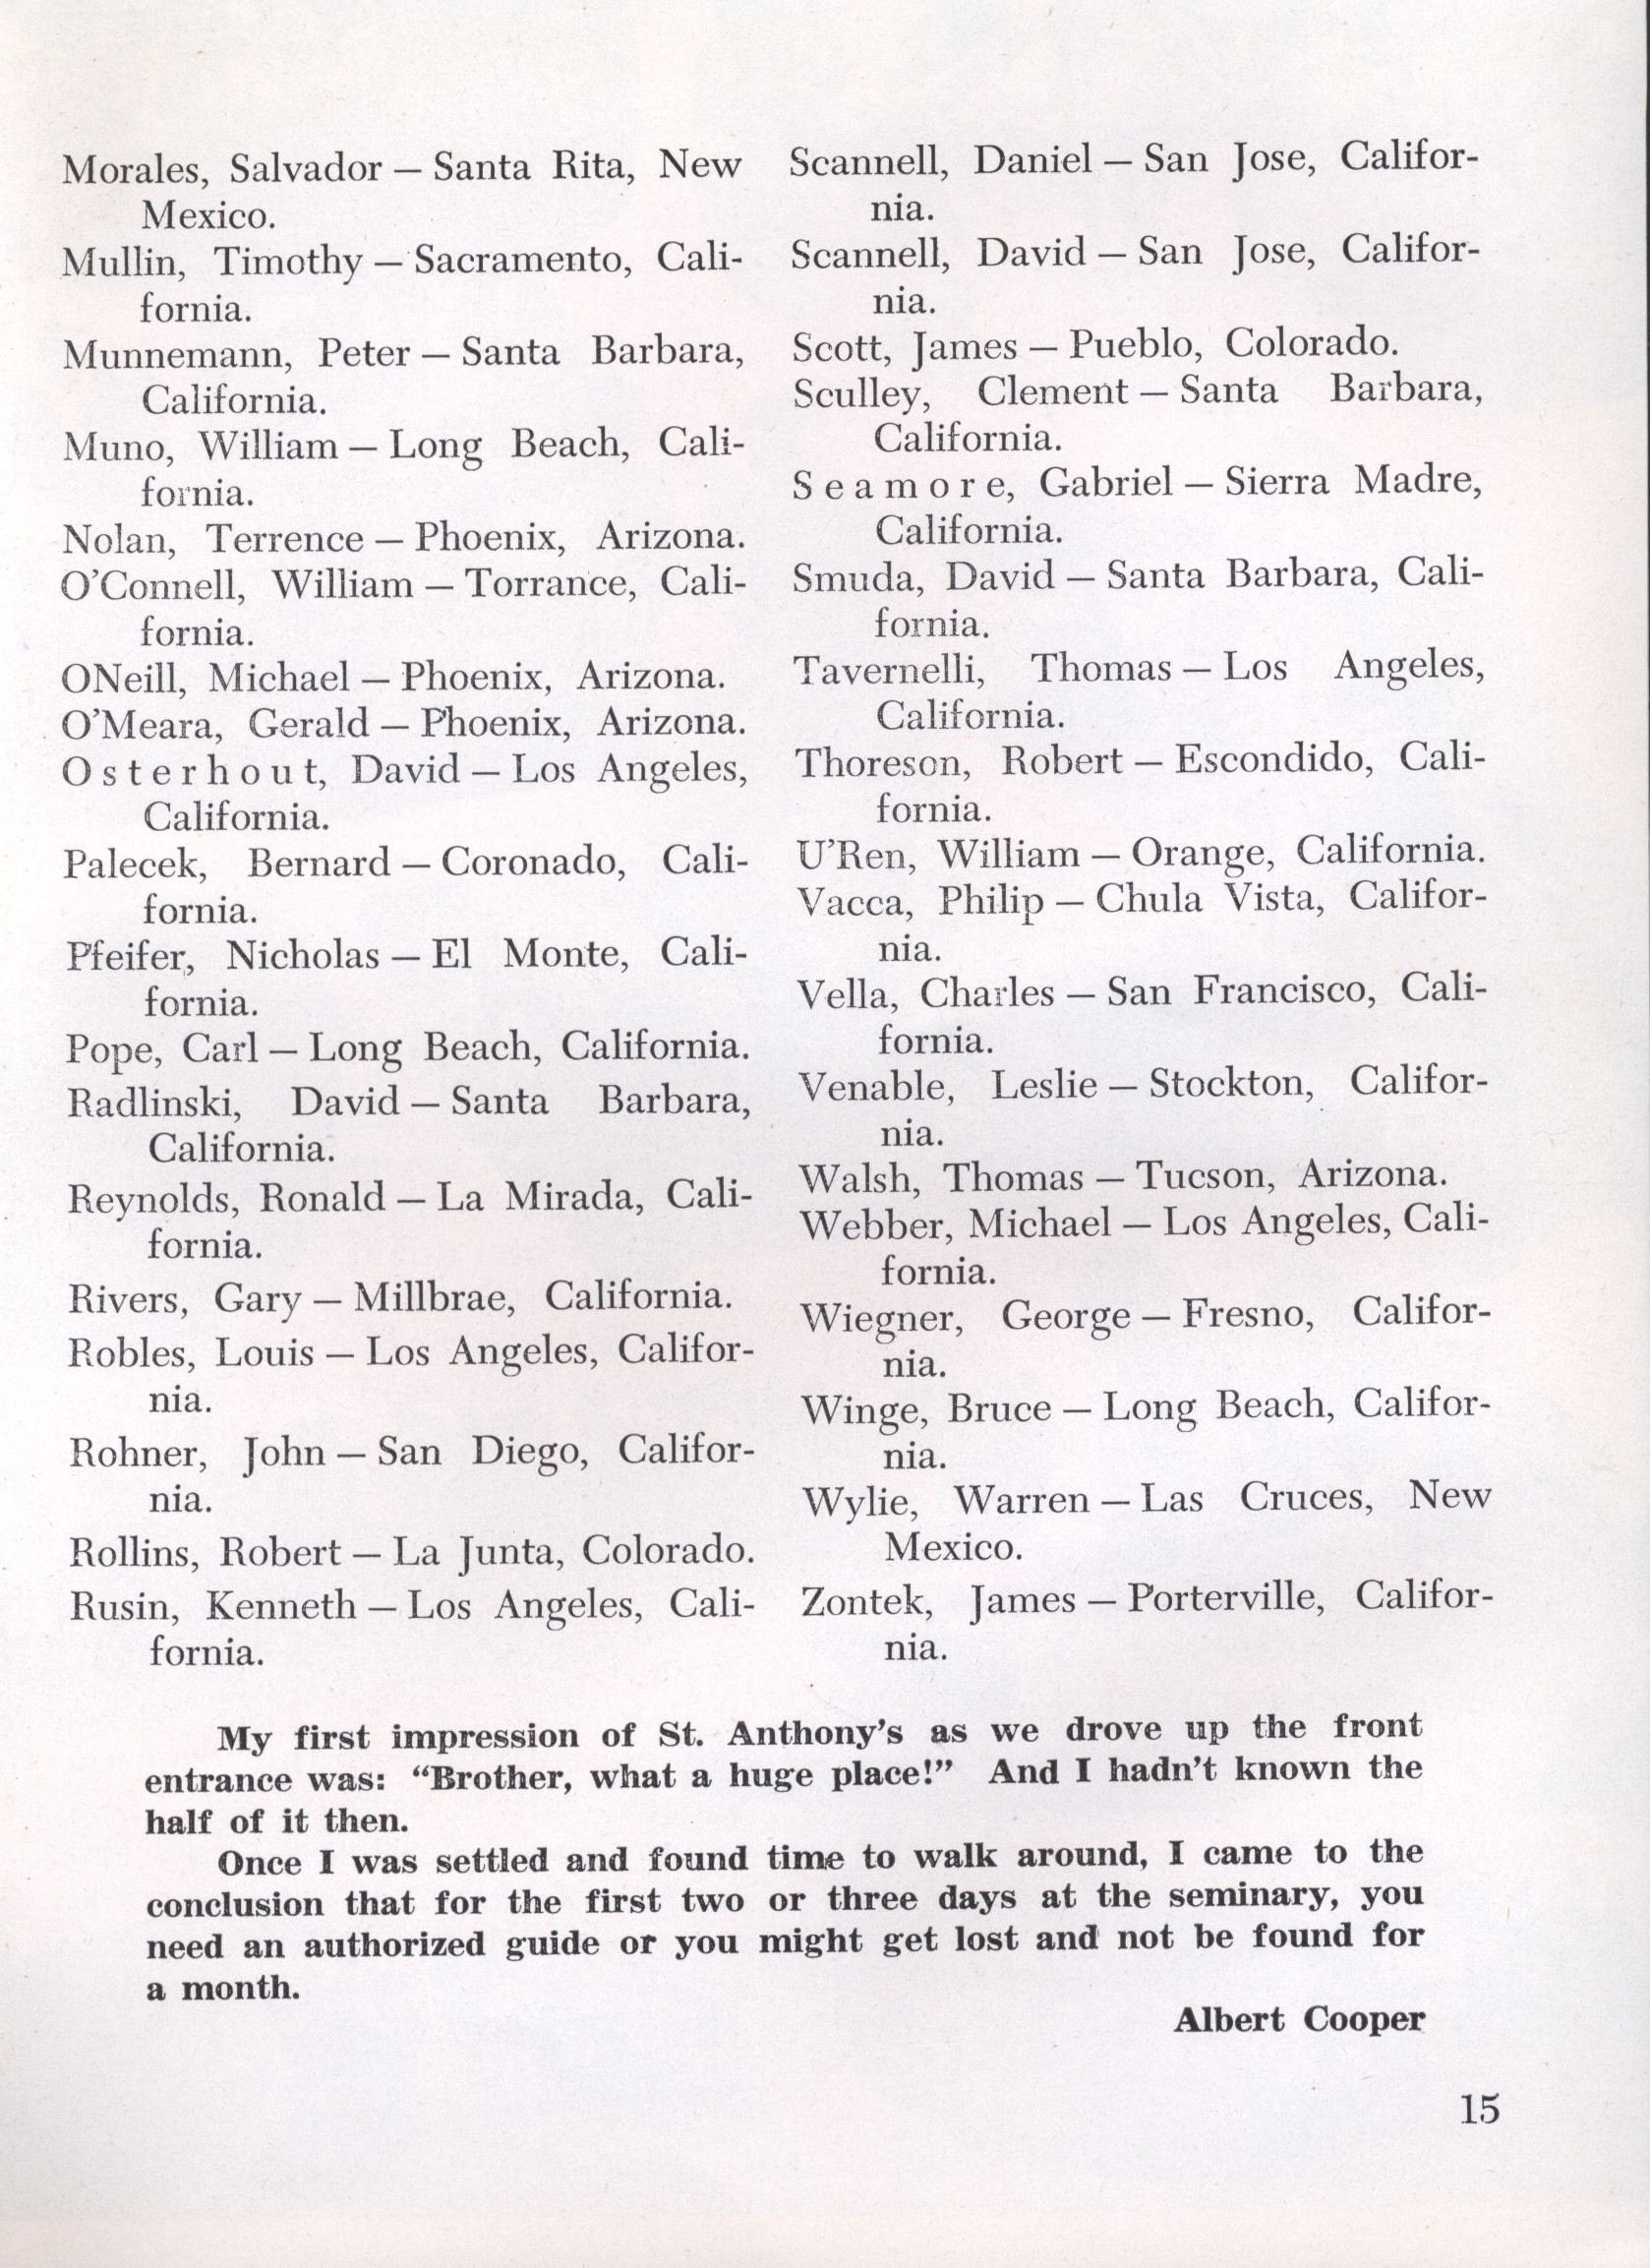 Morales, Salvador — Santa Rita, New
Mexico.
Mullin, Timothy — Sacramento, Cali-
fornia.
Munnemann, Peter — Santa Barbara,
California.
Muno, William — Long Beach, Cali-
fornia.
Nolan, Terrence — Phoenix, Arizona.
O'Connell, William — Torrance, Cali-
fornia.
ONeill, Michael — Phoenix, Arizona.
O'Meara, Gerald — Phoenix, Arizona.
Osterhout, David — Los Angeles,
California.
Palecek, Bernard — Coronado, Cali-
fornia.
Pfeifer, Nicholas — El Monte, Cali-
fornia.
Pope, Carl — Long Beach, California.
Radlinski, David — Santa Barbara,
California.
Reynolds, Ronald — La Mirada, Cali-
fornia.
Rivers, Gary — Millbrae, California.
Robles, Louis — Los Angeles, Califor-
nia.
Rohner, John — San Diego, Califor-
nia.
Rollins, Robert — La Junta, Colorado.
Rusin, Kenneth — Los Angeles, Cali-
fornia.
Scannell, Daniel — San Jose, Califor-
nia.
Scannell, David — San Jose, Califor-
nia.
Scott, James — Pueblo, Colorado.
Sculley, Clement — Santa Barbara,
California.
Seamore, Gabriel — Sierra Madre,
California.
Smuda, David — Santa Barbara, Cali-
fornia.
Tavernelli, Thomas — Los Angeles,
California.
Thoreson, Robert — Escondido, Cali-
fornia.
U'Ren, William — Orange, California.
Vacca, Philip — Chula Vista, Califor-
nia.
Vella, Charles — San Francisco, Cali-
fornia.
Venable, Leslie — Stockton, Califor-
nia.
Walsh, Thomas — Tucson, Arizona.
Webber, Michael — Los Angeles, Cali-
fornia.
Wiegner, George — Fresno, Califor-
nia.
Winge, Bruce — Long Beach, Califor-
nia.
Wylie, Warren — Las Cruces, New
Mexico.
Zontek, James — Porterville, Califor-
nia.
My first impression of St. Anthony's as we drove up the front
entrance was: "Brother, what a huge place!" And I hadn't known the
half of it then.
Once I was settled and found time to walk around, I came to the
conclusion that for the first two or three days at the seminary, you
need an authorized guide or you might get lost and not be found for
a month.
Albert Cooper
15